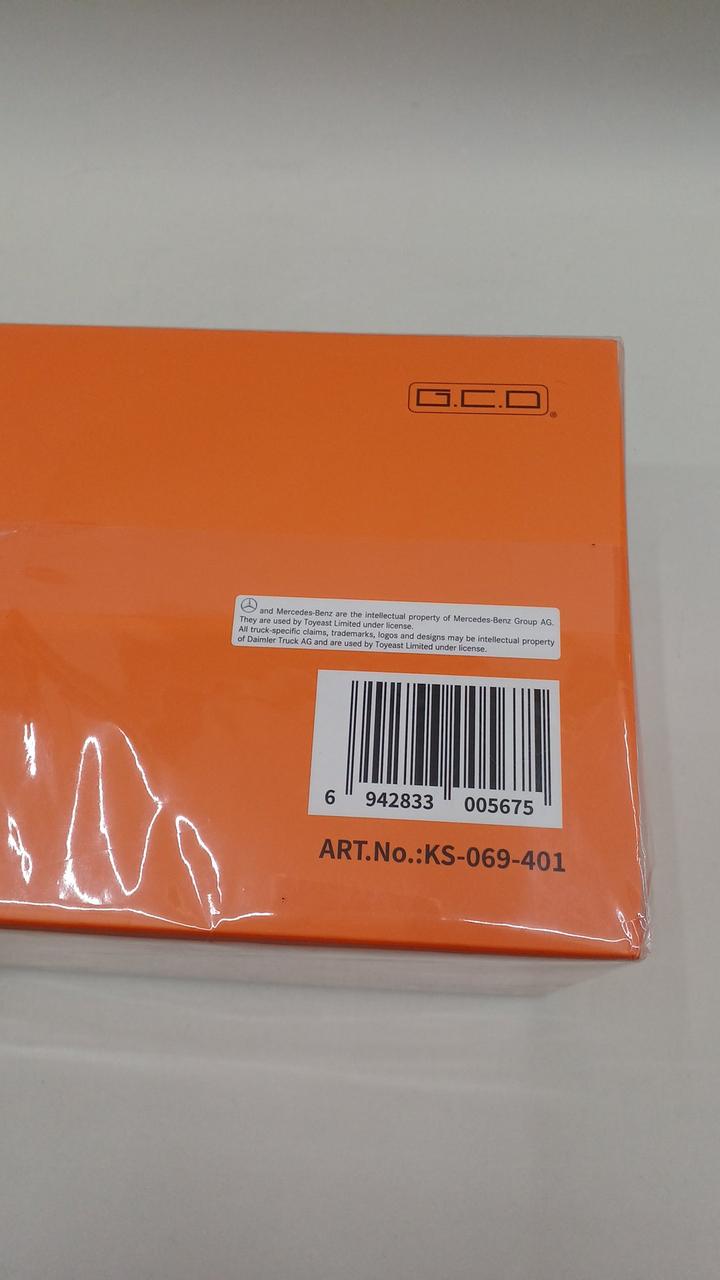 G.C.D®
and Mercedes-Benz are the intellectual property of Mercedes-Benz Group AG.
They are used by Toyeast Limited under license.
All truck-specific claims, trademarks, logos and designs may be intellectual property
of Daimler Truck AG and are used by Toyeast Limited under license.
6 942833 005675
ART.No.:KS-069-401